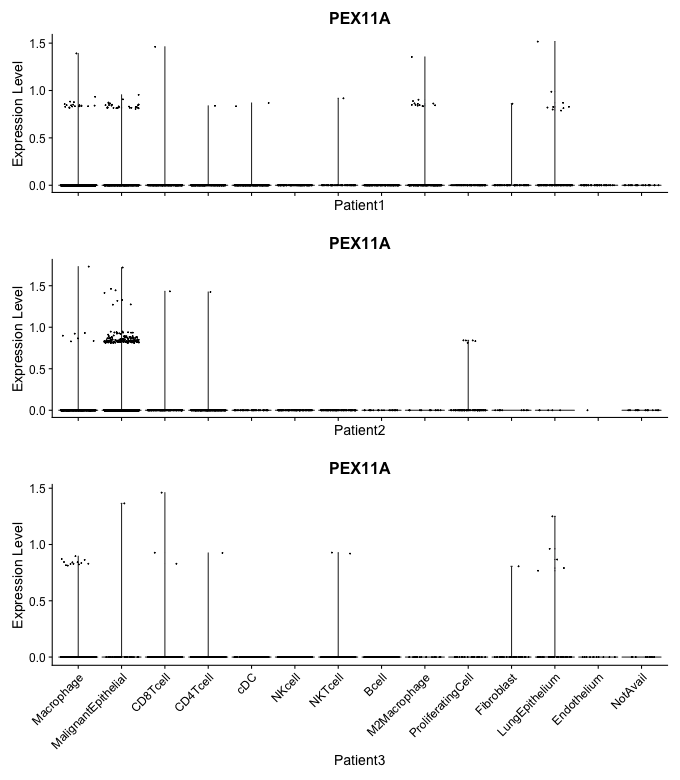 PEX11A
Expression Level
1.5
1.0
0.5
0.0
Patient1
PEX11A
Expression Level
1.5
1.0
0.5
0.0
Patient2
PEX11A
Expression Level
1.5
1.0
0.5
0.0
Macrophage
MalignantEpithelial
CD8Tcell
CD4Tcell
cDC
NKcell
NKTcell
Bcell
M2Macrophage
ProliferatingCell
Fibroblast
LungEpithelium
Endothelium
NotAvail
Patient3